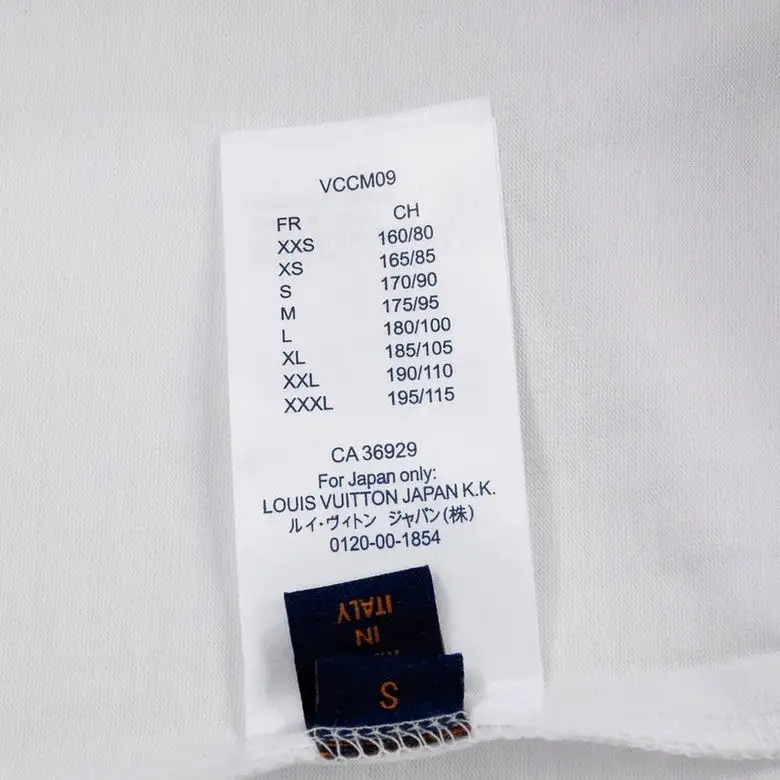 VCCM09
FR CH
XXS 160/80
XS 165/85
S 170/90
M 175/95
L 180/100
XL 185/105
XXL 190/110
XXXL 195/115
CA 36929
For Japan only:
LOUIS VUITTON JAPAN K.K.
ルイ・ヴィトン ジャパン(株)
0120-00-1854
IN
ITALY
S